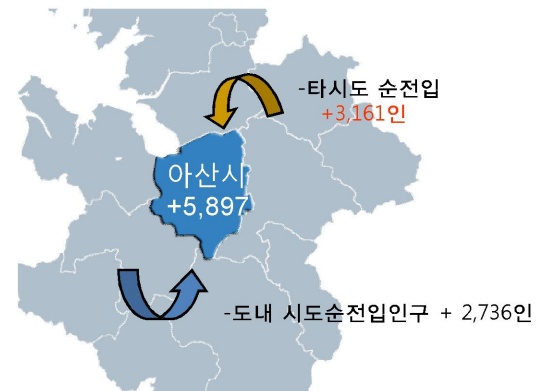 -타시도 순전입
+3,161인
아산시
+5,897
-도내 시도순전입인구 + 2,736인